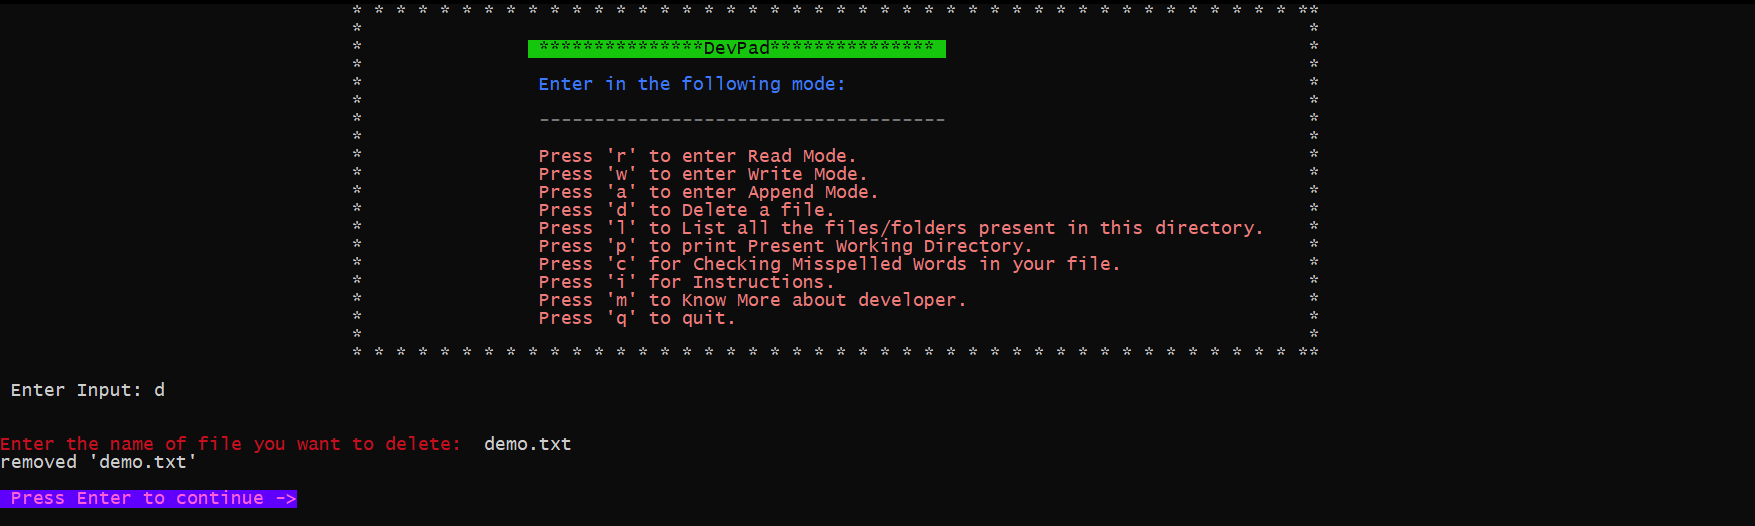 * * * * * * * * * * * * * * * * * * * * * * * * * * * * * * * * * * * * * * * * * * * **
* *
* ***************DevPad*************** *
* *
* Enter in the following mode: *
* *
* ------------------------------------- *
* *
* Press 'r' to enter Read Mode. *
* Press 'w' to enter Write Mode. *
* Press 'a' to enter Append Mode. *
* Press 'd' to Delete a file. *
* Press 'l' to List all the files/folders present in this directory. *
* Press 'p' to print Present Working Directory. *
* Press 'c' for Checking Misspelled Words in your file. *
* Press 'i' for Instructions. *
* Press 'm' to Know More about developer. *
* Press 'q' to quit. *
* *
* * * * * * * * * * * * * * * * * * * * * * * * * * * * * * * * * * * * * * * * * * * **
Enter Input: d
Enter the name of file you want to delete: demo.txt
removed 'demo.txt'
Press Enter to continue ->